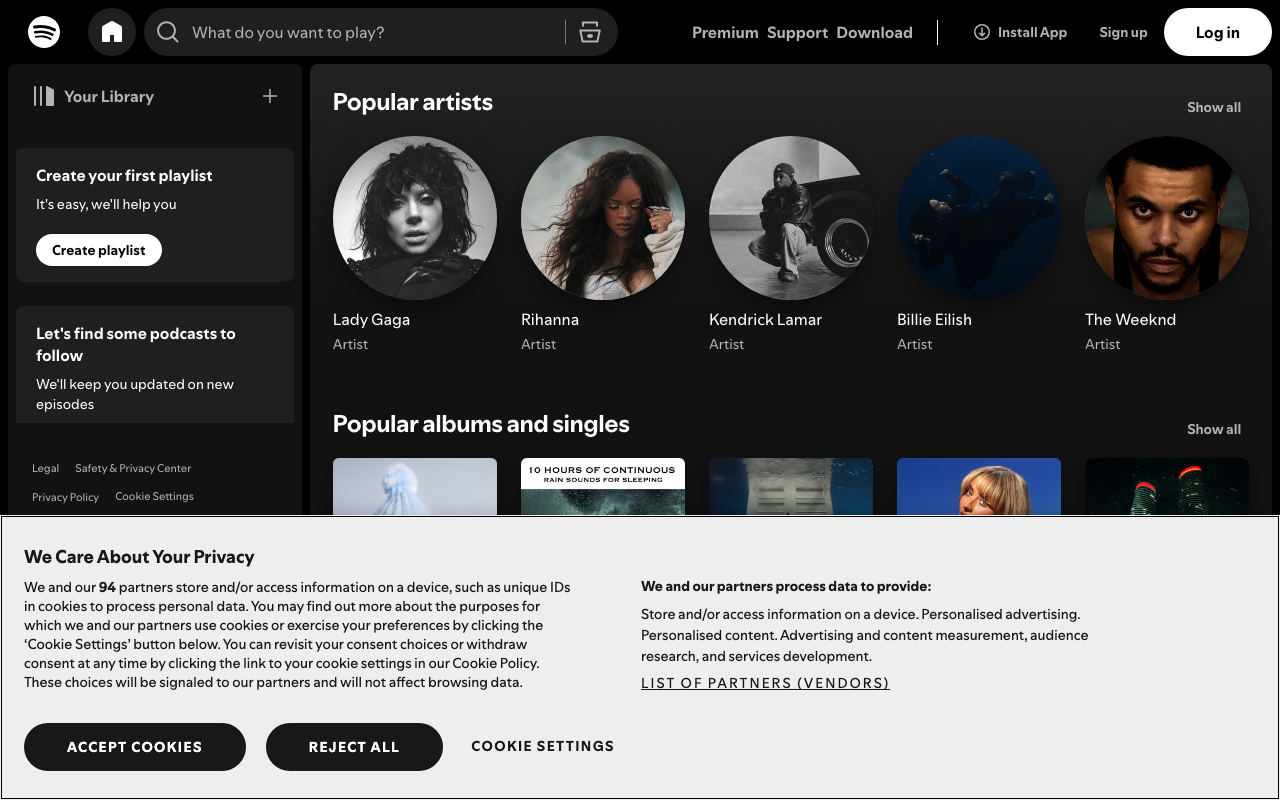 What do you want to play?
Premium Support Download
Install App
Sign up
Log in
Your Library
Create your first playlist
It's easy, we'll help you
Create playlist
Let's find some podcasts to
follow
We'll keep you updated on new
episodes
Legal Safety & Privacy Center
Privacy Policy Cookie Settings
Popular artists
Show all
Lady Gaga
Artist
Rihanna
Artist
Kendrick Lamar
Artist
Billie Eilish
Artist
The Weeknd
Artist
Popular albums and singles
Show all
10 HOURS OF CONTINUOUS
RAIN SOUNDS FOR SLEEPING
We Care About Your Privacy
We and our 94 partners store and/or access information on a device, such as unique IDs
in cookies to process personal data. You may find out more about the purposes for
which we and our partners use cookies or exercise your preferences by clicking the
‘Cookie Settings’ button below. You can revisit your consent choices or withdraw
consent at any time by clicking the link to your cookie settings in our Cookie Policy.
These choices will be signaled to our partners and will not affect browsing data.
We and our partners process data to provide:
Store and/or access information on a device. Personalised advertising.
Personalised content. Advertising and content measurement, audience
research, and services development.
LIST OF PARTNERS (VENDORS)
ACCEPT COOKIES
REJECT ALL
COOKIE SETTINGS